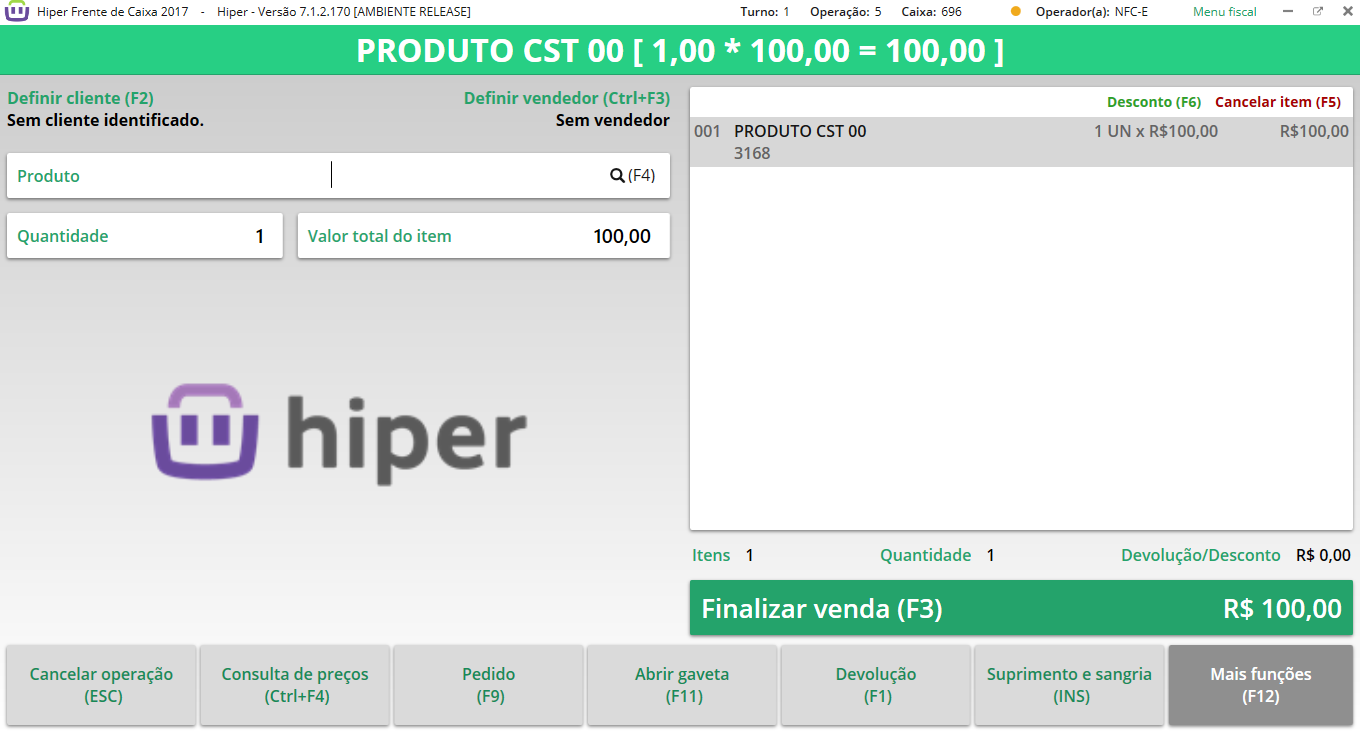 Hiper Frente de Caixa 2017 - Hiper - Versão 7.1.2.170 [AMBIENTE RELEASE] Turno: 1 Operação: 5 Caixa: 696 Operador(a): NFC-E Menu fiscal
PRODUTO CST 00 [ 1,00 * 100,00 = 100,00 ]
Definir cliente (F2) Definir vendedor (Ctrl+F3)
Sem cliente identificado. Sem vendedor
Produto (F4)
Quantidade 1 Valor total do item 100,00
hiper
Desconto (F6) Cancelar item (F5)
001 PRODUTO CST 00 1 UN x R$100,00 R$100,00
3168
Itens 1 Quantidade 1 Devolução/Desconto R$ 0,00
Finalizar venda (F3) R$ 100,00
Cancelar operação
(ESC)
Consulta de preços
(Ctrl+F4)
Pedido
(F9)
Abrir gaveta
(F11)
Devolução
(F1)
Suprimento e sangria
(INS)
Mais funções
(F12)